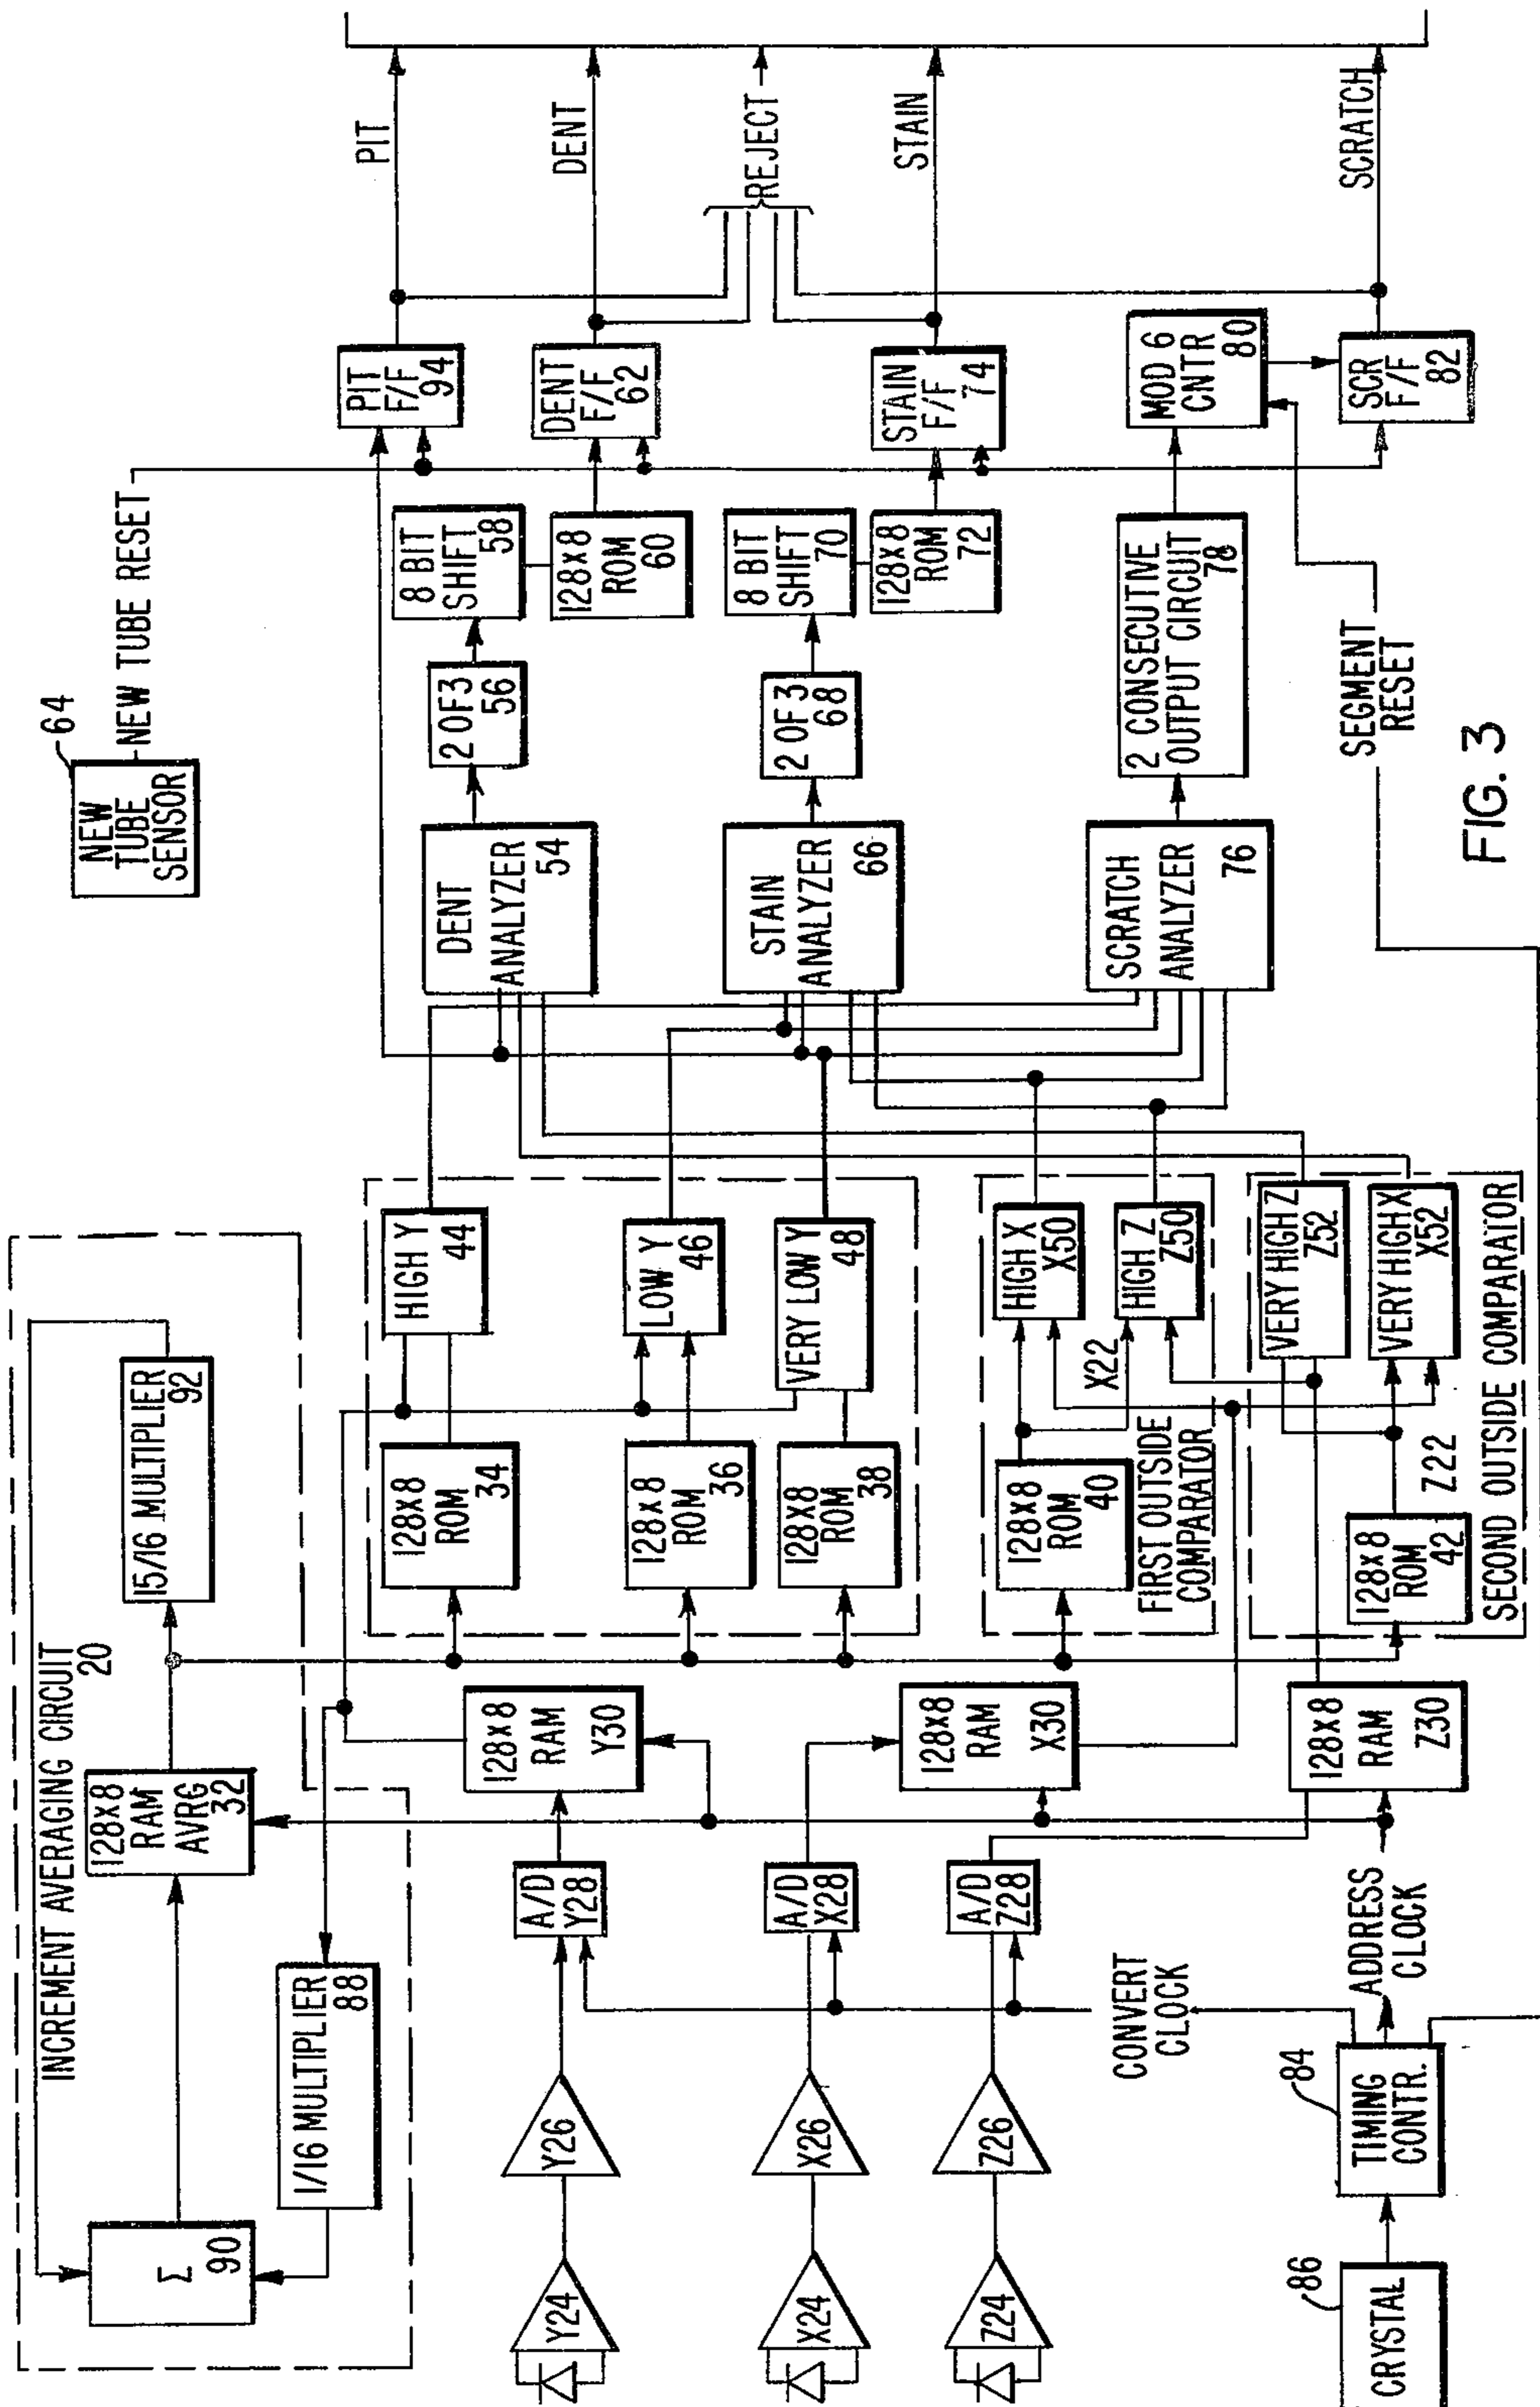 64
NEW
TUBE
SENSOR
NEW TUBE RESET
INCREMENT AVERAGING CIRCUIT
20
Σ
90
1/16 MULTIPLIER
88
128x8
RAM
AVRG
32
15/16 MULTIPLIER
92
Y24
Y26
A/D
Y28
128x8
RAM
Y30
128x8
ROM
34
HIGH Y
44
128x8
ROM
36
LOW Y
46
128x8
ROM
38
VERY LOW Y
48
X24
X26
A/D
X28
128x8
RAM
X30
128x8
ROM
40
HIGH X
X50
X22
HIGH Z
Z50
FIRST OUTSIDE
COMPARATOR
Z24
Z26
A/D
Z28
128x8
RAM
Z30
128x8
ROM
42
VERY HIGH Z
Z52
VERY HIGH X
X52
Z22
SECOND OUTSIDE COMPARATOR
86
CRYSTAL
84
TIMING
CONTR.
CONVERT
CLOCK
ADDRESS
CLOCK
DENT
ANALYZER
54
2 OF 3
56
8 BIT
SHIFT
58
128x8
ROM
60
STAIN
ANALYZER
66
2 OF 3
68
8 BIT
SHIFT
70
128x8
ROM
72
SCRATCH
ANALYZER
76
2 CONSECUTIVE
OUTPUT CIRCUIT
78
SEGMENT
RESET
PIT
F/F
94
DENT
F/F
62
STAIN
F/F
74
MOD 6
CNTR
80
SCR
F/F
82
PIT
DENT
REJECT
STAIN
SCRATCH
FIG. 3